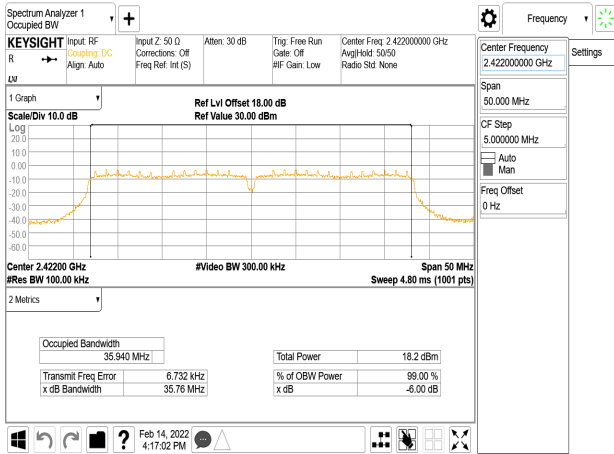 Spectrum Analyzer 1
Occupied BW
KEYSIGHT
R
Input: RF
Coupling: DC
Align: Auto
Input Z: 50 Ω
Corrections: Off
Freq Ref: Int (S)
Atten: 30 dB
Trig: Free Run
Gate: Off
#IF Gain: Low
Center Freq: 2.422000000 GHz
Avg|Hold: 50/50
Radio Std: None
1 Graph
Scale/Div 10.0 dB
Ref Lvl Offset 18.00 dB
Ref Value 30.00 dBm
Log
20.0
10.0
0.00
-10.0
-20.0
-30.0
-40.0
-50.0
-60.0
Center 2.42200 GHz
#Res BW 100.00 kHz
#Video BW 300.00 kHz
Span 50 MHz
Sweep 4.80 ms (1001 pts)
2 Metrics
Occupied Bandwidth
35.940 MHz
Transmit Freq Error 6.732 kHz
x dB Bandwidth 35.76 MHz
Total Power 18.2 dBm
% of OBW Power 99.00 %
x dB -6.00 dB
Feb 14, 2022
4:17:02 PM
Frequency
Center Frequency
2.422000000 GHz
Settings
Span
50.000 MHz
CF Step
5.000000 MHz
Auto
Man
Freq Offset
0 Hz